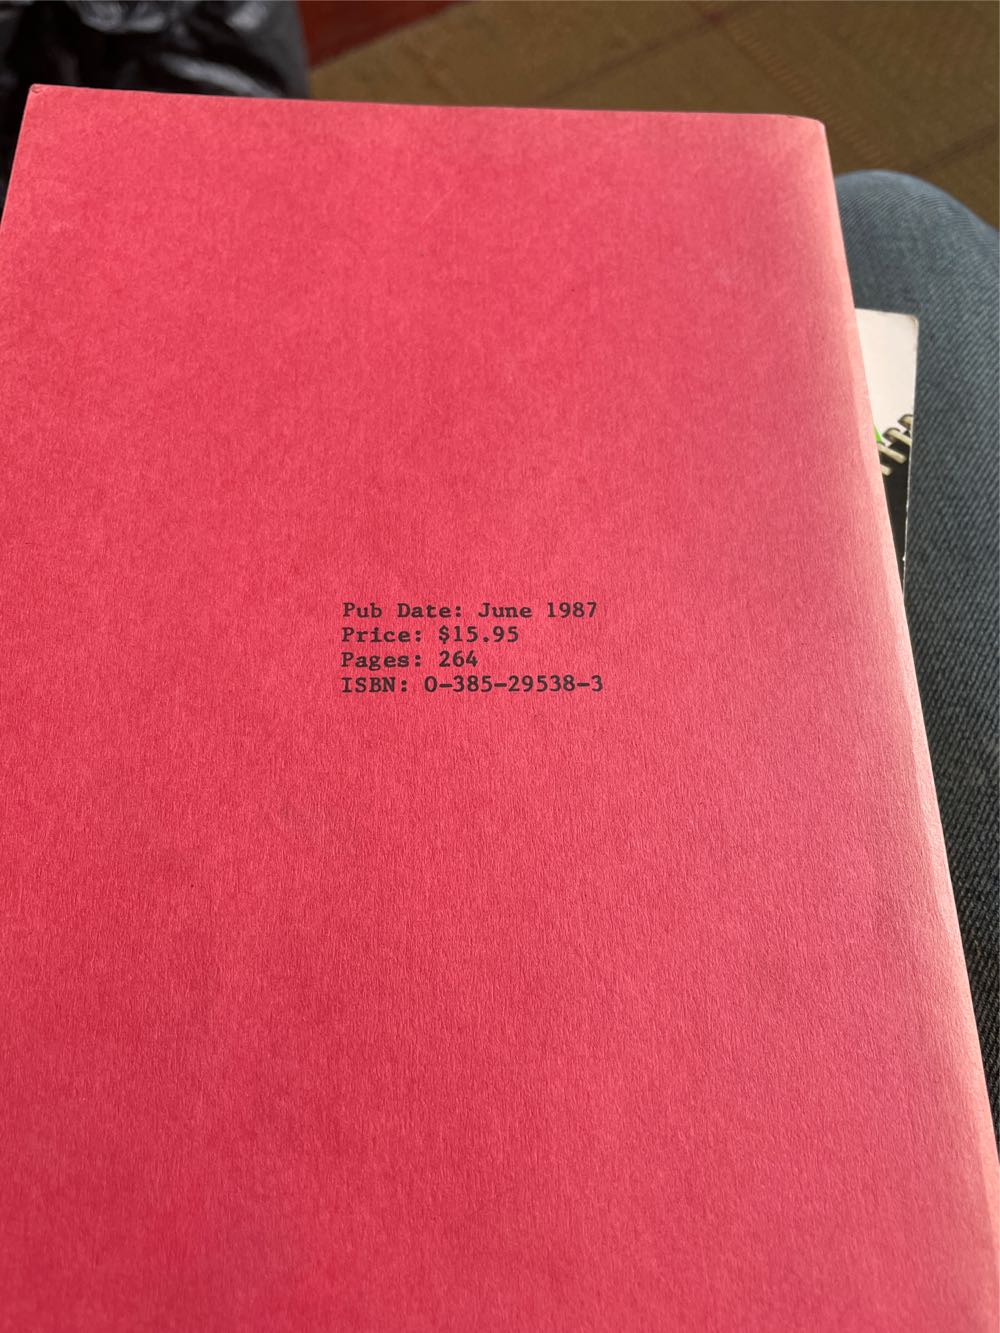 Pub Date: June 1987
Price: $15.95
Pages: 264
ISBN: 0-385-29538-3